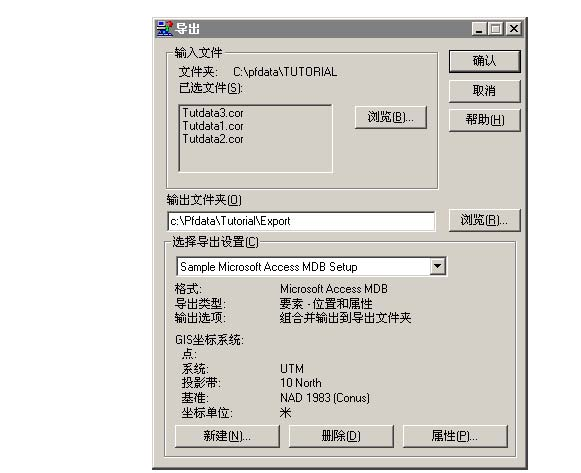 导出
输入文件
文件夹: C:\pfdata\TUTORIAL
已选文件(S):
Tutdata3.cor
Tutdata1.cor
Tutdata2.cor
浏览(B)...
确认
取消
帮助(H)
输出文件夹(O)
c:\Pfdata\Tutorial\Export
浏览(R)...
选择导出设置(C)
Sample Microsoft Access MDB Setup
格式: Microsoft Access MDB
导出类型: 要素 - 位置和属性
输出选项: 组合并输出到导出文件夹
GIS坐标系统:
点:
系统: UTM
投影带: 10 North
基准: NAD 1983 (Conus)
坐标单位: 米
新建(N)... 删除(D) 属性(P)...